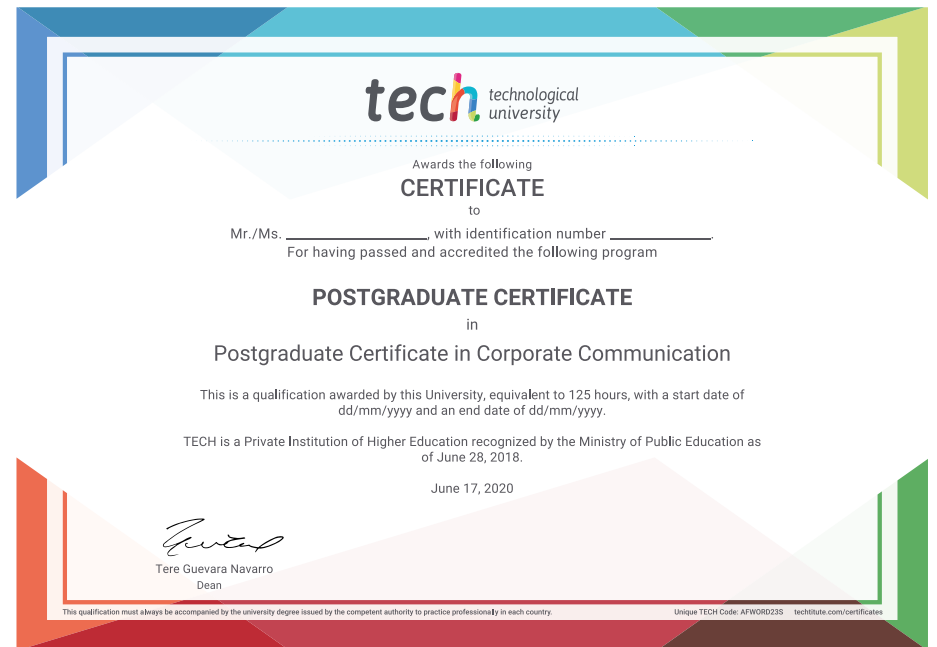 tech technological
university
Awards the following
CERTIFICATE
to
Mr./Ms. ____________________, with identification number ______________.
For having passed and accredited the following program
POSTGRADUATE CERTIFICATE
in
Postgraduate Certificate in Corporate Communication
This is a qualification awarded by this University, equivalent to 125 hours, with a start date of
dd/mm/yyyy and an end date of dd/mm/yyyy.
TECH is a Private Institution of Higher Education recognized by the Ministry of Public Education as
of June 28, 2018.
June 17, 2020
Tere Guevara Navarro
Dean
This qualification must always be accompanied by the university degree issued by the competent authority to practice professionally in each country. Unique TECH Code: AFWORD23S techtitute.com/certificates